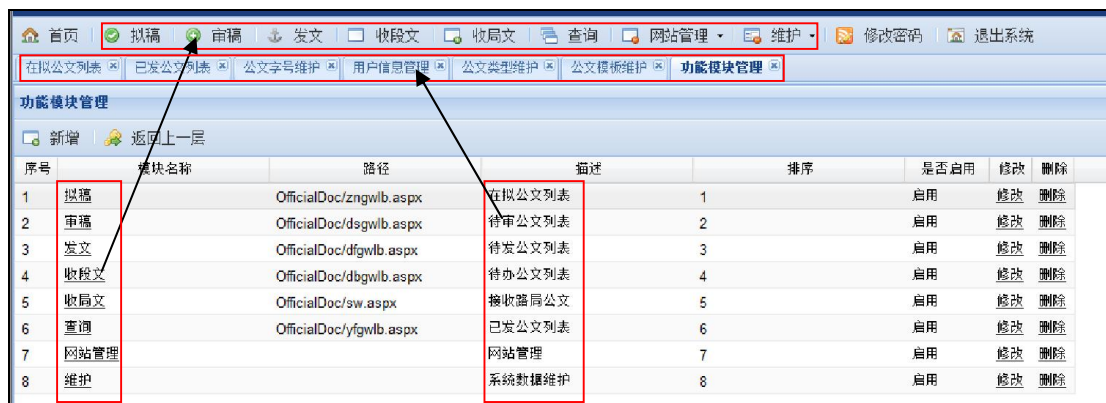 首页 拟稿 审稿 发文 收段文 收局文 查询 网站管理 维护 修改密码 退出系统
在拟公文列表 已发公文列表 公文字号维护 用户信息管理 公文类型维护 公文模板维护 功能模块管理
功能模块管理
新增 返回上一层
序号 模块名称 路径 描述 排序 是否启用 修改 删除
1 拟稿 OfficialDoc/zngwlb.aspx 在拟公文列表 1 启用 修改 删除
2 审稿 OfficialDoc/dsgwlb.aspx 待审公文列表 2 启用 修改 删除
3 发文 OfficialDoc/dfgwlb.aspx 待发公文列表 3 启用 修改 删除
4 收段文 OfficialDoc/dbgwlb.aspx 待办公文列表 4 启用 修改 删除
5 收局文 OfficialDoc/sw.aspx 接收路局公文 5 启用 修改 删除
6 查询 OfficialDoc/yfgwlb.aspx 已发公文列表 6 启用 修改 删除
7 网站管理 网站管理 7 启用 修改 删除
8 维护 系统数据维护 8 启用 修改 删除